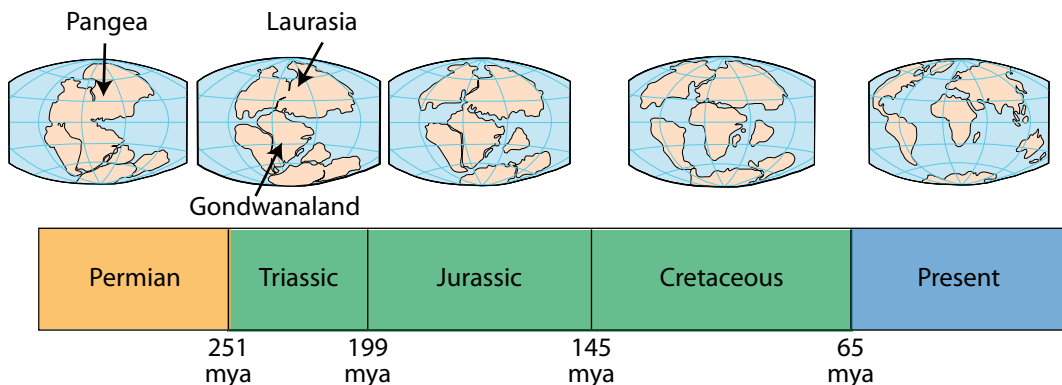 Pangea
Laurasia
Gondwanaland
Permian
Triassic
Jurassic
Cretaceous
Present
251
mya
199
mya
145
mya
65
mya